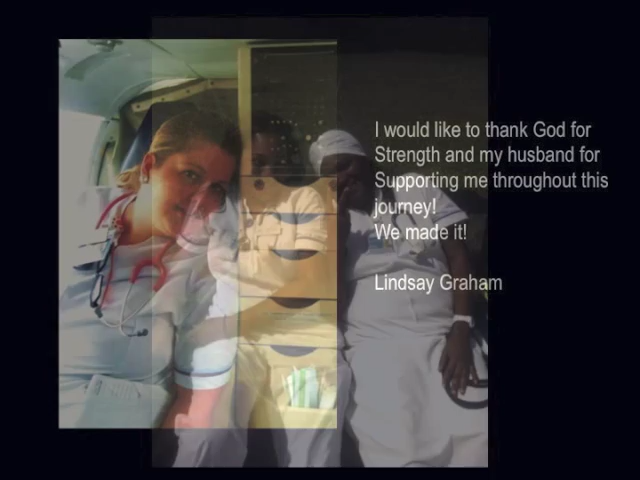 I would like to thank God for
Strength and my husband for
Supporting me throughout this
journey!
We made it!
Lindsay Graham